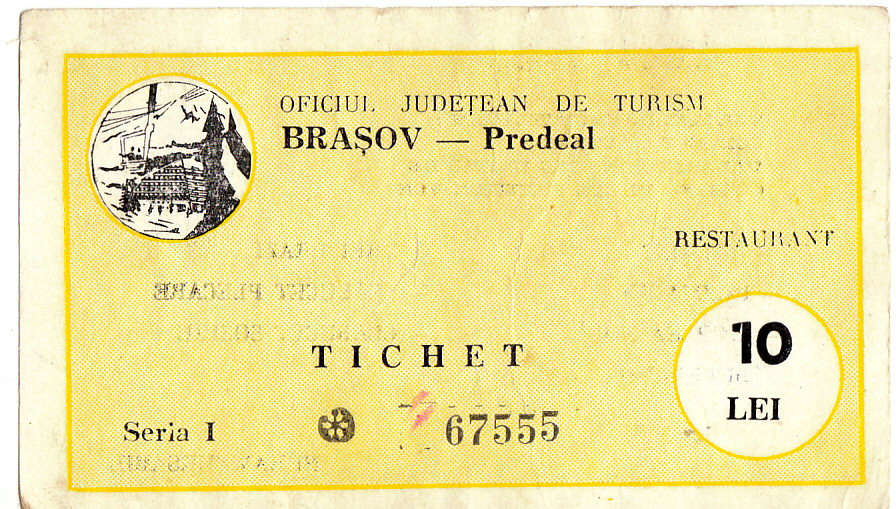 OFICIUL JUDEȚEAN DE TURISM
BRAȘOV — Predeal
RESTAURANT
TICHET
10
LEI
Seria I
67555